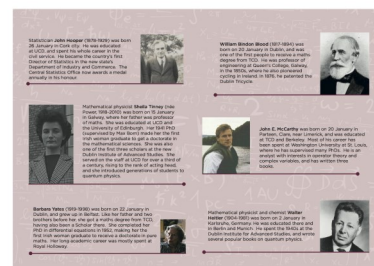 Statistician John Hooper (1878-1929) was born
26 January in Cork city. He was educated
at UCD, and spent his whole career in the
civil service. He became the country's first
Director of Statistics in the new state's
Department of Industry and Commerce. The
Central Statistics Office now awards a medal
annually in his honour.
William Bindon Blood (1817-1894) was
born on 20 January in Dublin, and was
one of the first people to receive a maths
degree from TCD. He was professor of
engineering at Queen's College, Galway,
in the 1850s, where he also pioneered
cycling in Ireland. In 1876, he patented the
Dublin Tricycle.
Mathematical physicist Sheila Tinney (née
Power, 1918-2010) was born on 15 January
in Galway, where her father was professor
of maths. She was educated at UCD and
the University of Edinburgh. Her 1941 PhD
(supervised by Max Born) made her the first
Irish woman graduate to get a doctorate in
the mathematical sciences. She was also
one of the first three scholars at the new
Dublin Institute of Advanced Studies. She
served on the staff at UCD for over a third of
a century, rising to the rank of acting head,
and she introduced generations of students to
quantum physics.
John E. McCarthy was born on 20 January in
Parteen, Clare, near Limerick, and was educated
at TCD and Berkeley. Most of his career has
been spent at Washington University at St. Louis,
where he has supervised many PhDs. He is an
analyst with interests in operator theory and
complex variables, and has written three
books.
Barbara Yates (1919-1998) was born on 22 January in
Dublin, and grew up in Belfast. Like her father and two
brothers before her, she got a maths degree from TCD,
having also been a Scholar there. She completed her
PhD in differential equations in 1952, making her the
first Irish woman graduate to receive a doctorate in pure
maths. Her long academic career was mostly spent at
Royal Holloway.
Mathematical physicist and chemist Walter
Heitler (1904-1981) was born on 2 January in
Karlsruhe, Germany. He was educated there and
in Berlin and Munich. He spent the 1940s at the
Dublin Institute for Advanced Studies, and wrote
several popular books on quantum physics.